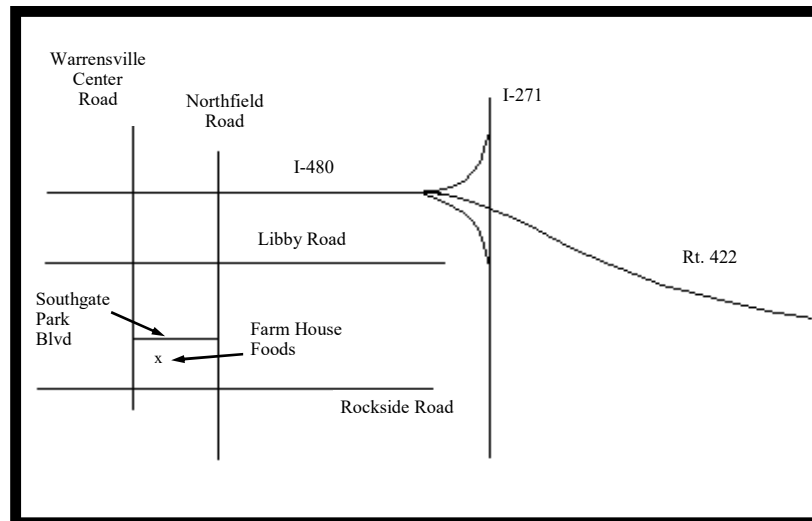 Warrensville
Center
Road
Northfield
Road
I-271
I-480
Libby Road
Rt. 422
Southgate
Park
Blvd
Farm House
Foods
x
Rockside Road